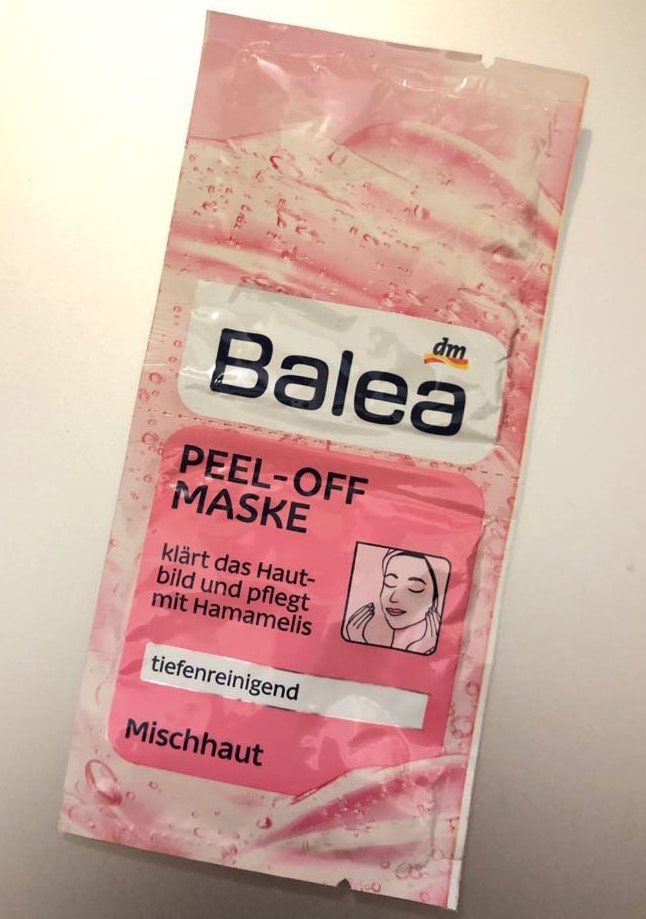 dm
Balea
PEEL-OFF
MASKE
klärt das Haut-
bild und pflegt
mit Hamamelis
tiefenreinigend
Mischhaut